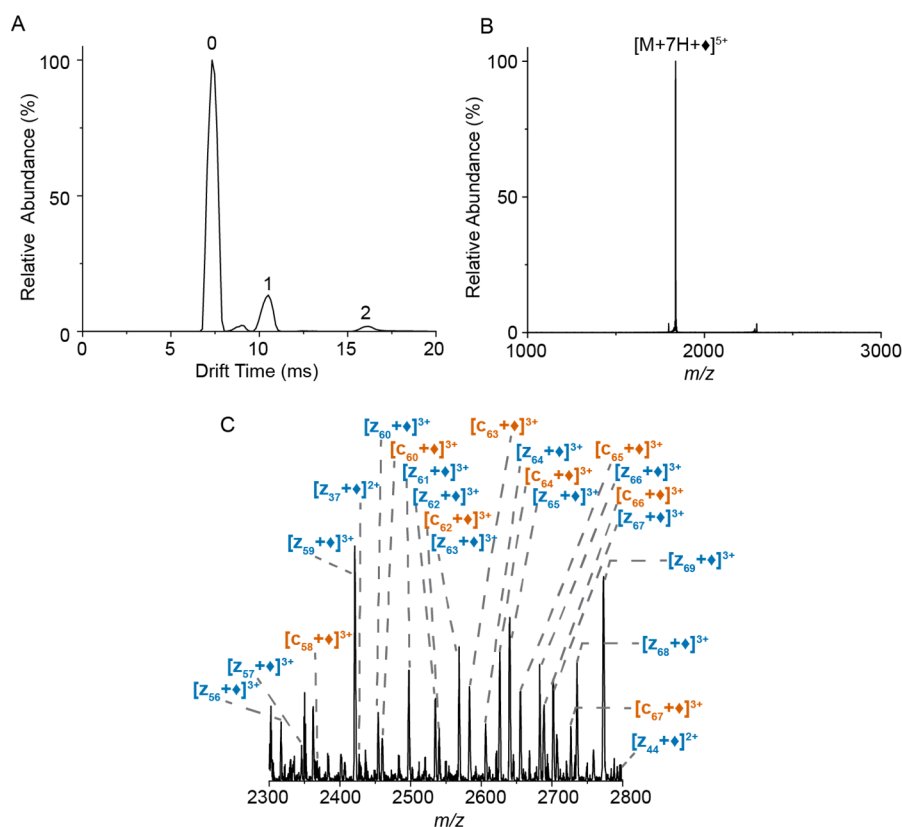 A
0
1
2
100
50
0
Relative Abundance (%)
0 5 10 15 20
Drift Time (ms)
B
[M+7H+♦]⁵⁺
100
50
0
Relative Abundance (%)
1000 2000 3000
m/z
C
[z₆₀+♦]³⁺
[c₆₃+♦]³⁺
[c₆₀+♦]³⁺
[z₆₄+♦]³⁺
[c₆₅+♦]³⁺
[z₆₁+♦]³⁺
[c₆₄+♦]³⁺
[z₆₆+♦]³⁺
[z₃₇+♦]²⁺
[z₆₂+♦]³⁺
[z₆₅+♦]³⁺
[c₆₆+♦]³⁺
[c₆₂+♦]³⁺
[z₆₇+♦]³⁺
[z₅₉+♦]³⁺
[z₆₃+♦]³⁺
[z₆₉+♦]³⁺
[c₅₈+♦]³⁺
[z₆₈+♦]³⁺
[z₅₇+♦]³⁺
[z₅₆+♦]³⁺
[c₆₇+♦]³⁺
[z₄₄+♦]²⁺
2300 2400 2500 2600 2700 2800
m/z